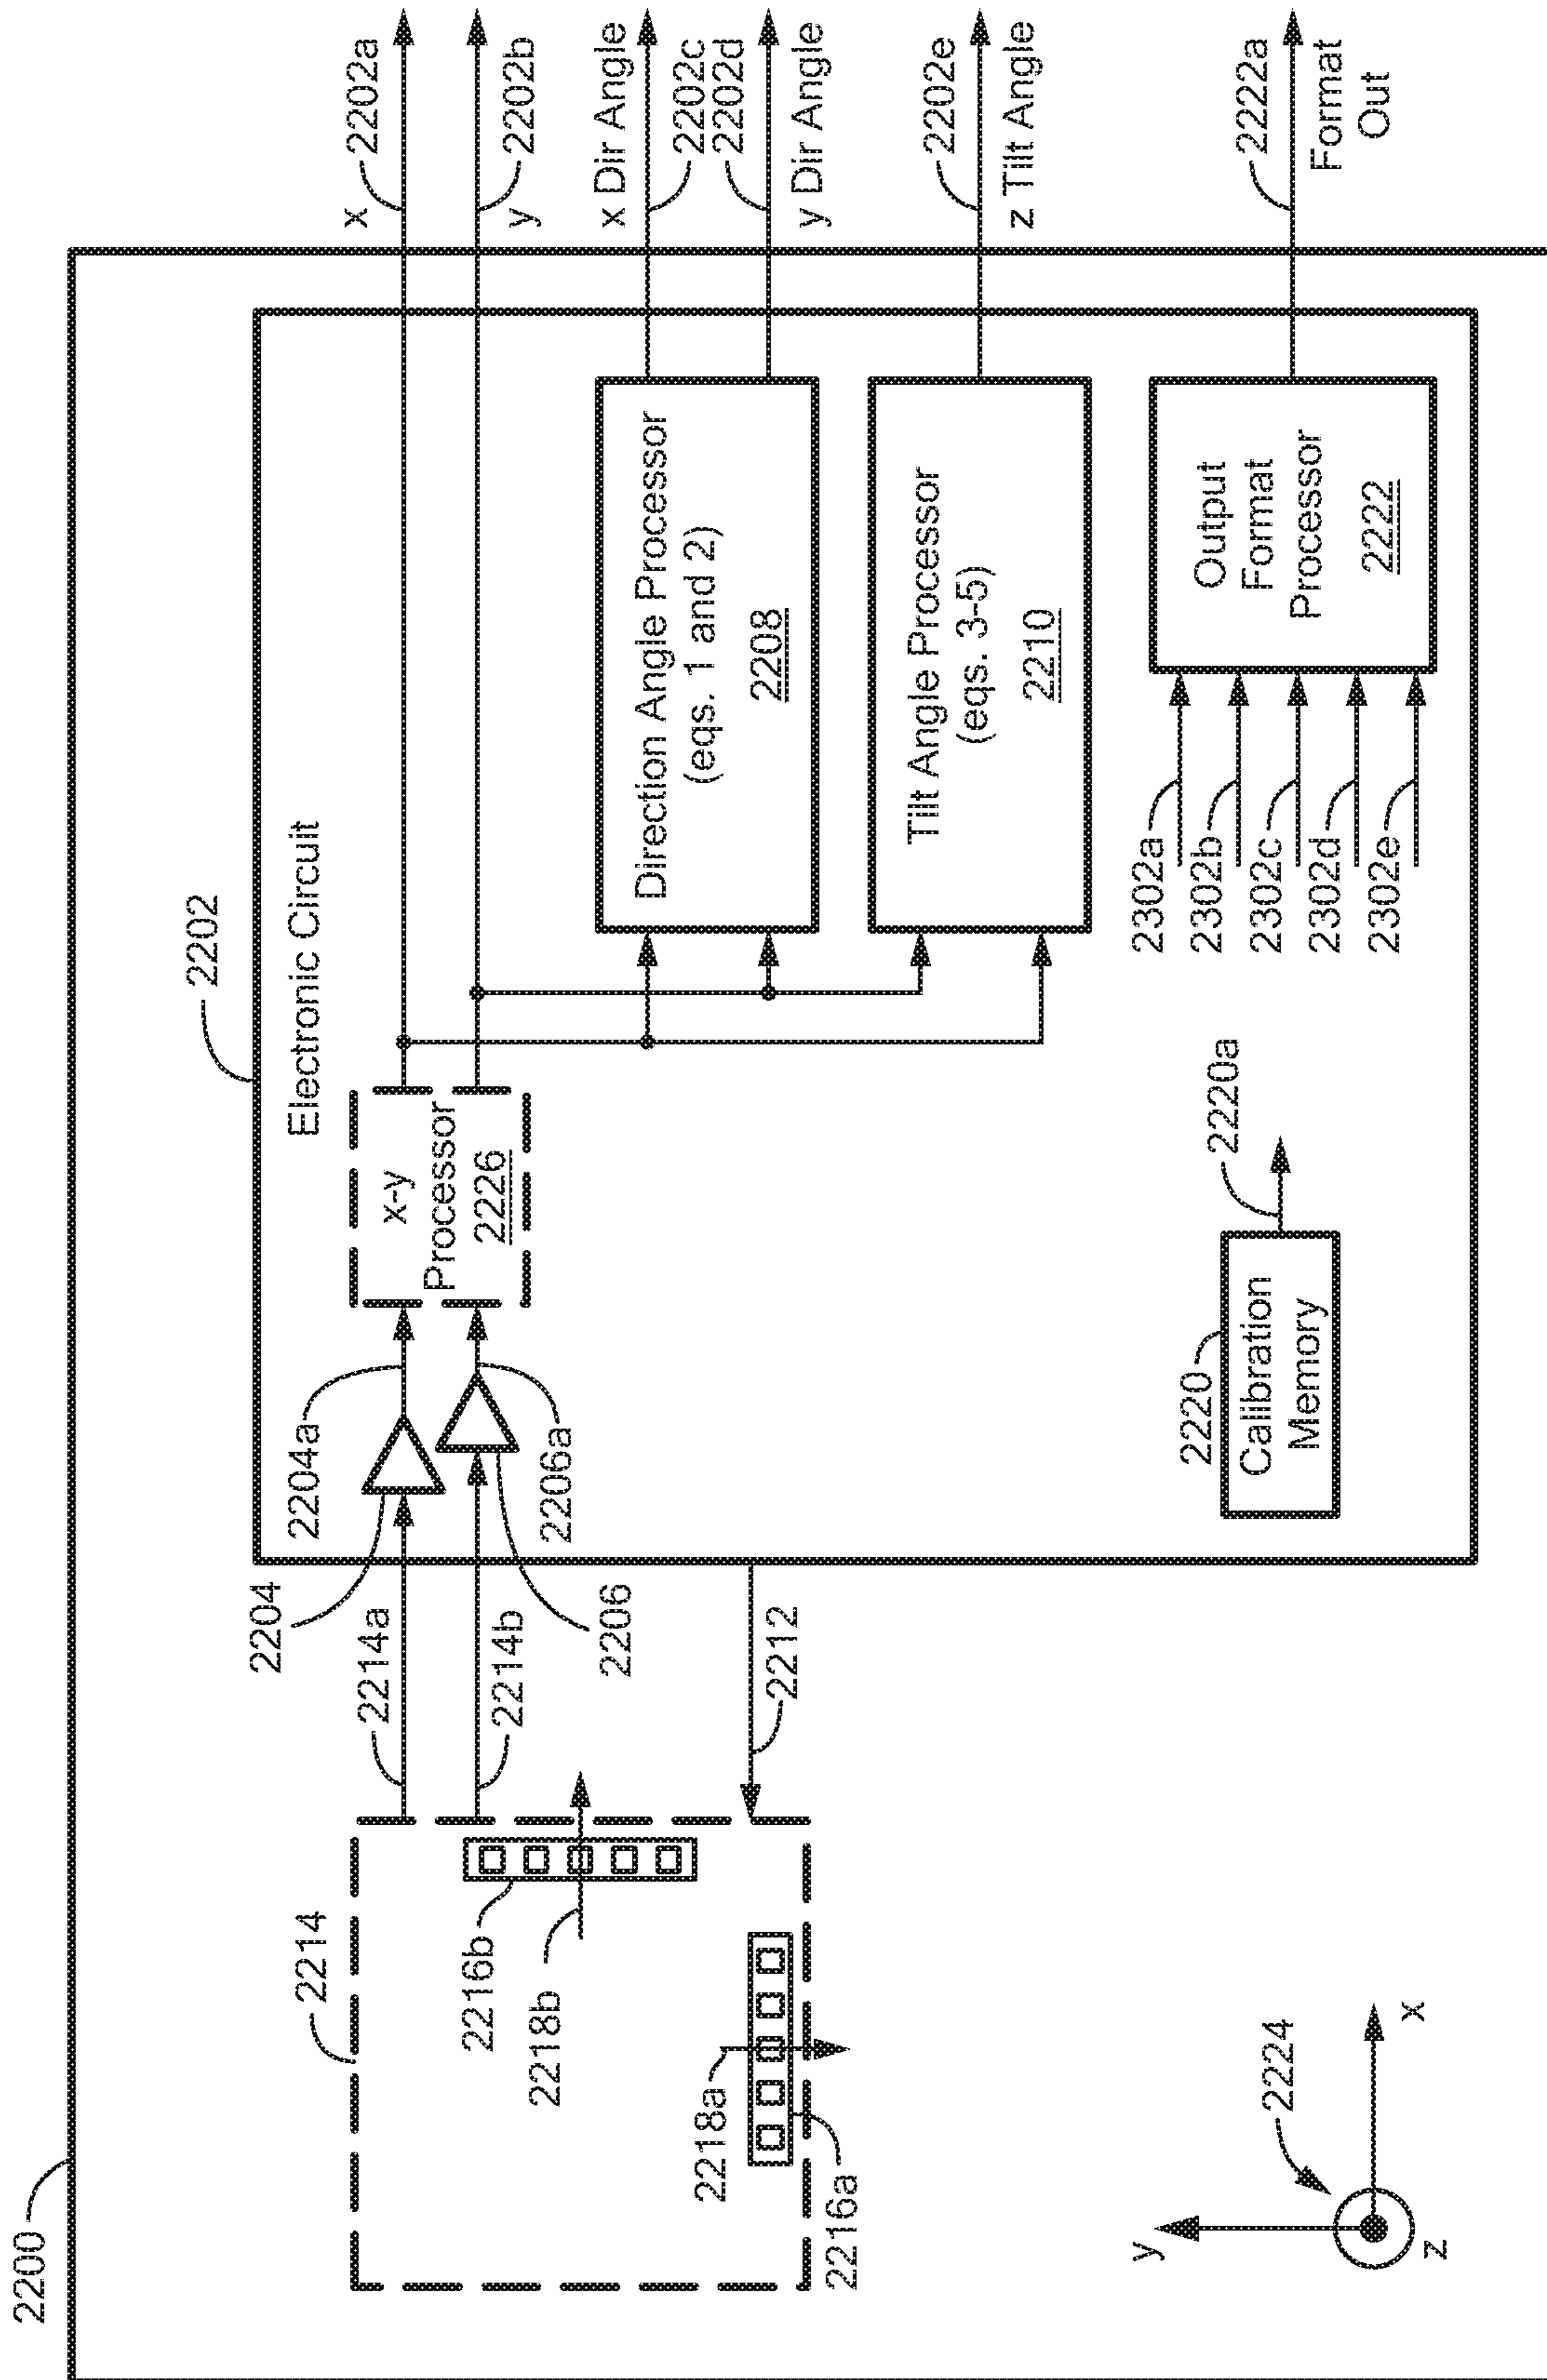 2200
2202
Electronic Circuit
2214
2214a
2214b
2204
2204a
2206
2206a
x-y
Processor
2226
x
2202a
2202b
y
x Dir Angle
2202c
2202d
y Dir Angle
2202e
z Tilt Angle
2222a
Format
Out
Direction Angle Processor
(eqs. 1 and 2)
2208
Tilt Angle Processor
(eqs. 3-5)
2210
Output
Format
Processor
2222
2302a
2302b
2302c
2302d
2302e
2216b
2218b
2218a
2216a
2212
2220
Calibration
Memory
2220a
y
2224
x
z